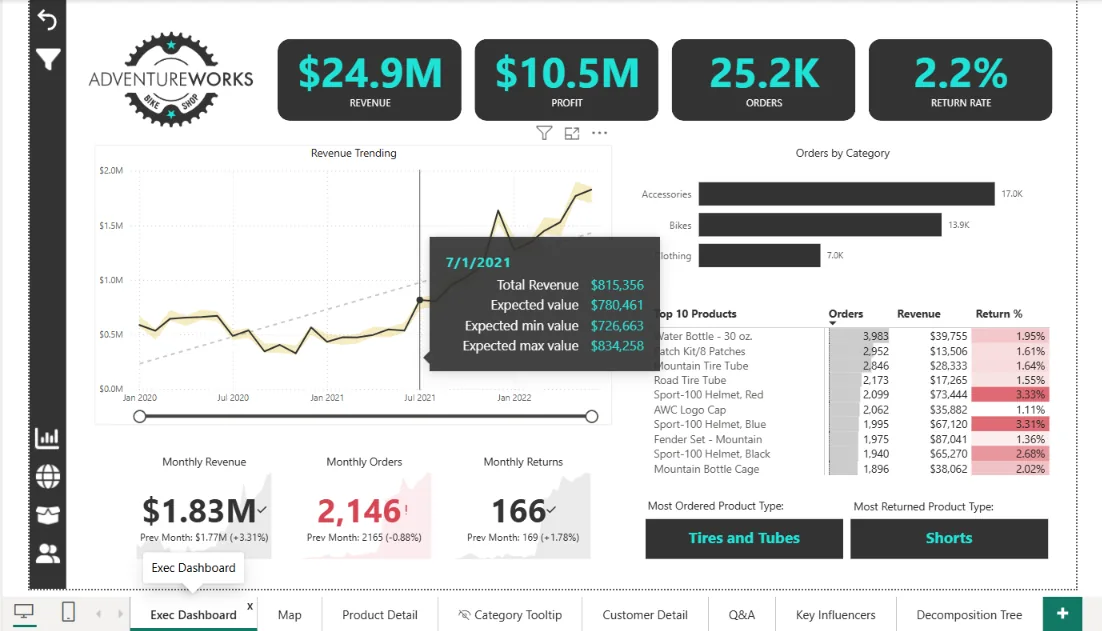 ADVENTUREWORKS
BIKE SHOP
$24.9M
REVENUE
$10.5M
PROFIT
25.2K
ORDERS
2.2%
RETURN RATE
Revenue Trending
$2.0M
$1.5M
$1.0M
$0.5M
$0.0M
Jan 2020
Jul 2020
Jan 2021
Jul 2021
Jan 2022
7/1/2021
Total Revenue $815,356
Expected value $780,461
Expected min value $726,663
Expected max value $834,258
Orders by Category
Accessories 17.0K
Bikes 13.9K
lothing 7.0K
Top 10 Products Orders Revenue Return %
Water Bottle - 30 oz. 3,983 $39,755 1.95%
Patch Kit/8 Patches 2,952 $13,506 1.61%
Mountain Tire Tube 2,846 $28,333 1.64%
Road Tire Tube 2,173 $17,265 1.55%
Sport-100 Helmet, Red 2,099 $73,444 3.33%
AWC Logo Cap 2,062 $35,882 1.11%
Sport-100 Helmet, Blue 1,995 $67,120 3.31%
Fender Set - Mountain 1,975 $87,041 1.36%
Sport-100 Helmet, Black 1,940 $65,270 2.68%
Mountain Bottle Cage 1,896 $38,062 2.02%
Monthly Revenue
$1.83M
Prev Month: $1.77M (+3.31%)
Monthly Orders
2,146!
Prev Month: 2165 (-0.88%)
Monthly Returns
166
Prev Month: 169 (+1.78%)
Most Ordered Product Type:
Tires and Tubes
Most Returned Product Type:
Shorts
Exec Dashboard
Exec Dashboard x
Map
Product Detail
Category Tooltip
Customer Detail
Q&A
Key Influencers
Decomposition Tree
+